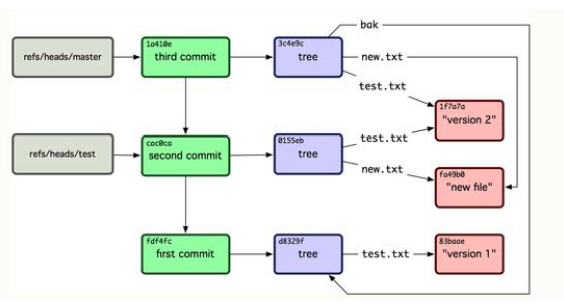 bak
1a410e
3c4e9c
refs/heads/master
third commit
tree
new.txt
test.txt
1f7a7a
"version 2"
cac0ca
0155eb
refs/heads/test
second commit
tree
test.txt
new.txt
fa49b0
"new file"
fdf4fc
d8329f
83baae
first commit
tree
test.txt
"version 1"